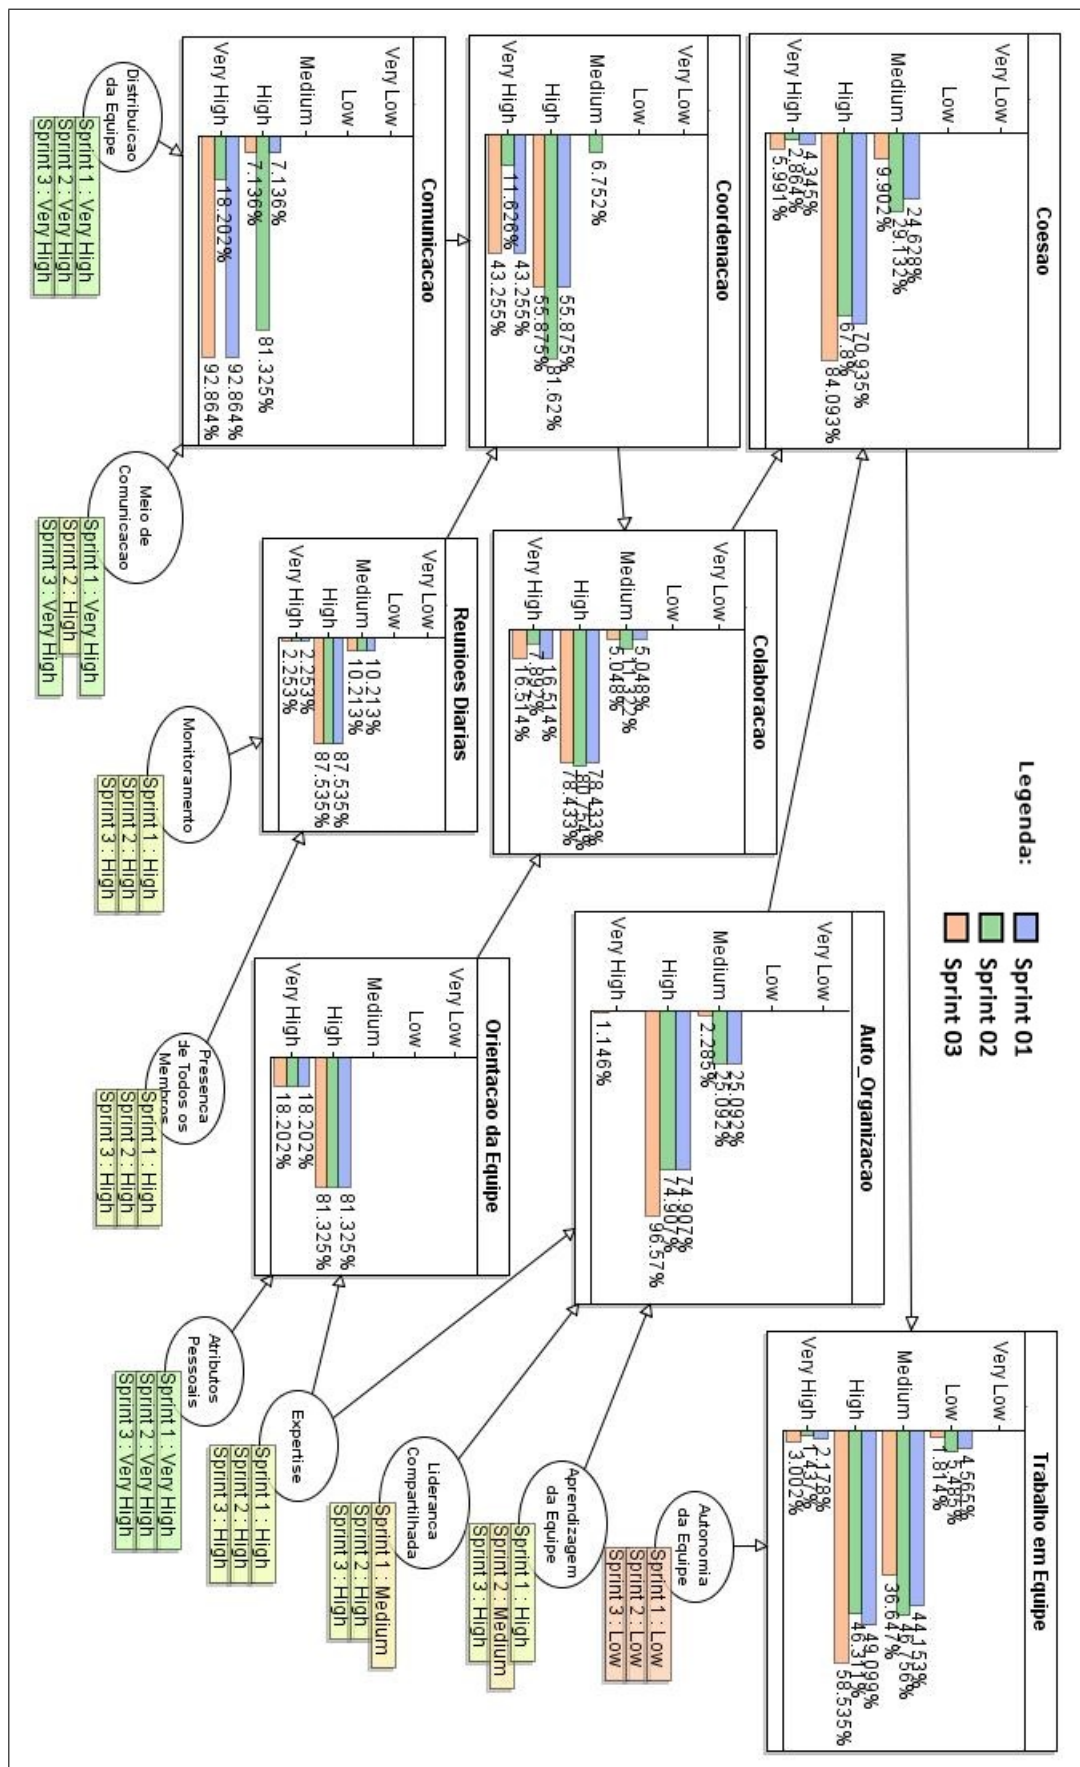 Coesao
Very Low
Low
Medium
24.628%
29.132%
9.902%
High
70.935%
67.8%
84.093%
Very High
4.345%
2.864%
5.991%
Legenda:
Sprint 01
Sprint 02
Sprint 03
Trabalho em Equipe
Very Low
Low
4.565%
5.485%
1.814%
Medium
44.153%
46.756%
36.647%
High
49.099%
58.535%
Very High
2.178%
1.437%
3.002%
Coordenacao
Very Low
Low
Medium
6.752%
High
55.875%
81.62%
55.875%
Very High
43.255%
11.626%
43.255%
Colaboracao
Very Low
Low
Medium
5.048%
11.322%
5.048%
High
78.433%
80.754%
78.433%
Very High
16.514%
7.892%
16.514%
Auto_Organizacao
Very Low
Low
Medium
25.092%
25.092%
2.285%
High
74.907%
74.907%
96.57%
Very High
1.146%
Autonomia
da Equipe
Sprint 1 : Low
Sprint 2 : Low
Sprint 3 : Low
Aprendizagem
da Equipe
Sprint 1 : High
Sprint 2 : Medium
Sprint 3 : High
Lideranca
Compartilhada
Sprint 1 : Medium
Sprint 2 : High
Sprint 3 : High
Comunicacao
Very Low
Low
Medium
High
7.136%
81.325%
7.136%
Very High
92.864%
18.202%
92.864%
Reunioes Diarias
Very Low
Low
Medium
10.213%
10.213%
High
87.535%
87.535%
Very High
2.253%
2.253%
Orientacao da Equipe
Very Low
Low
Medium
High
81.325%
81.325%
Very High
18.202%
18.202%
Expertise
Sprint 1 : High
Sprint 2 : High
Sprint 3 : High
Distribuicao
da Equipe
Sprint 1 : Very High
Sprint 2 : Very High
Sprint 3 : Very High
Meio de
Comunicacao
Sprint 1 : Very High
Sprint 2 : High
Sprint 3 : Very High
Monitoramento
Sprint 1 : High
Sprint 2 : High
Sprint 3 : High
Presenca
de Todos os
Membros
Sprint 1 : High
Sprint 2 : High
Sprint 3 : High
Atributos
Pessoais
Sprint 1 : Very High
Sprint 2 : Very High
Sprint 3 : Very High